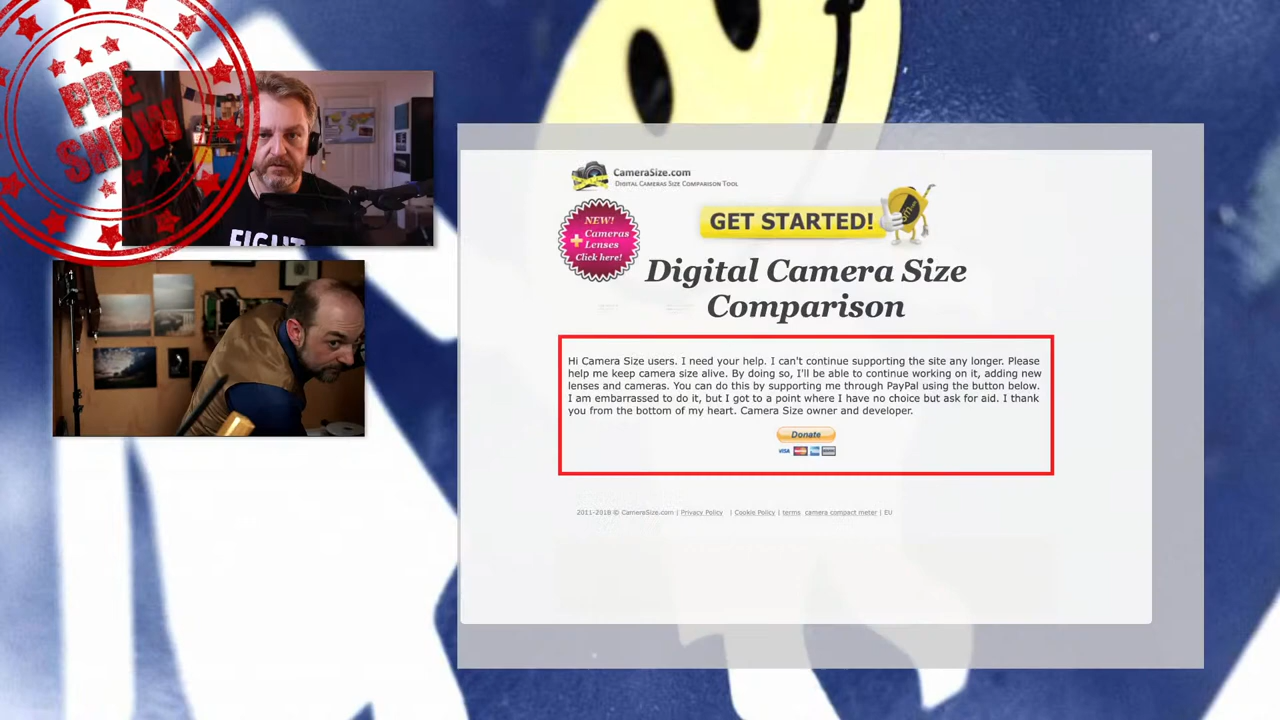 PRE
SHOW
FIGHT
CameraSize.com
DIGITAL CAMERAS SIZE COMPARISON TOOL
NEW!
+ Cameras
Lenses
Click here!
GET STARTED!
Digital Camera Size
Comparison
Hi Camera Size users. I need your help. I can't continue supporting the site any longer. Please
help me keep camera size alive. By doing so, I'll be able to continue working on it, adding new
lenses and cameras. You can do this by supporting me through PayPal using the button below.
I am embarrassed to do it, but I got to a point where I have no choice but ask for aid. I thank
you from the bottom of my heart. Camera Size owner and developer.
Donate
VISA
2011-2018 © CameraSize.com | Privacy Policy | Cookie Policy | terms camera compact meter | EU